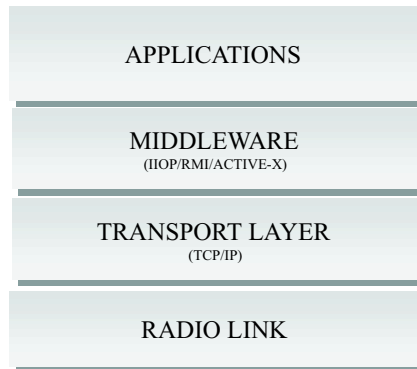 APPLICATIONS
MIDDLEWARE
(IIOP/RMI/ACTIVE-X)
TRANSPORT LAYER
(TCP/IP)
RADIO LINK